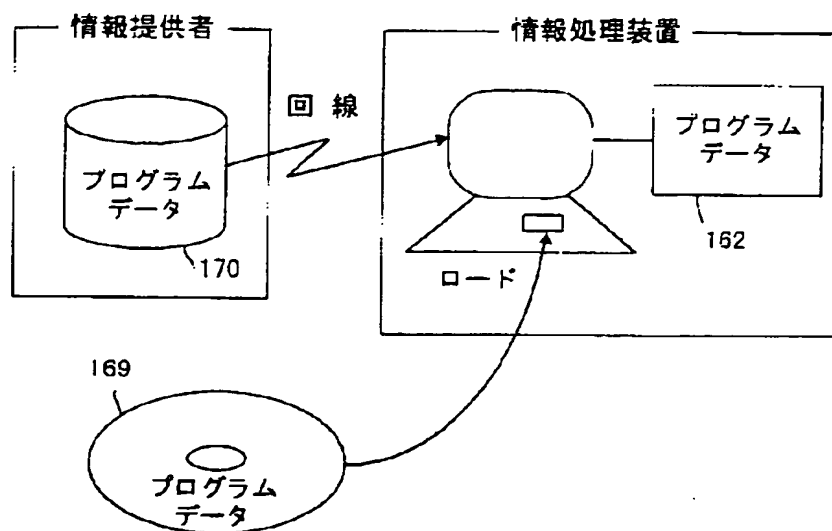 情報提供者
プログラム
データ
170
回線
情報処理装置
プログラム
データ
162
ロード
169
プログラム
データ